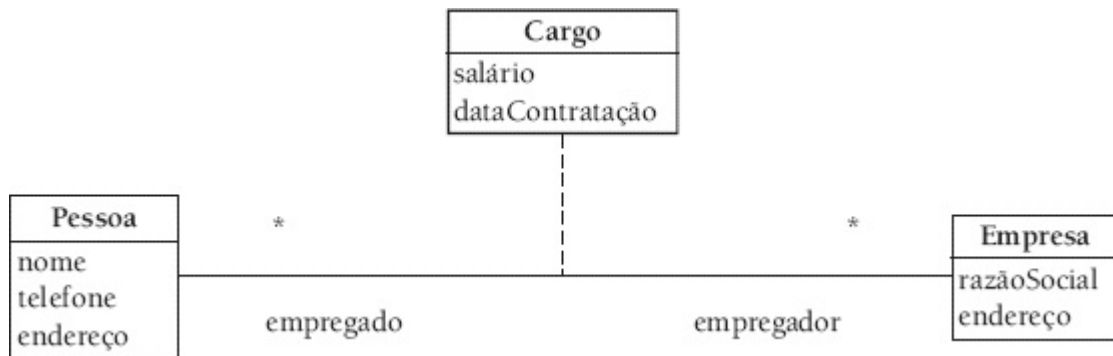 Cargo
salário
dataContratação
Pessoa
nome
telefone
endereço
*
empregado
*
empregador
Empresa
razãoSocial
endereço